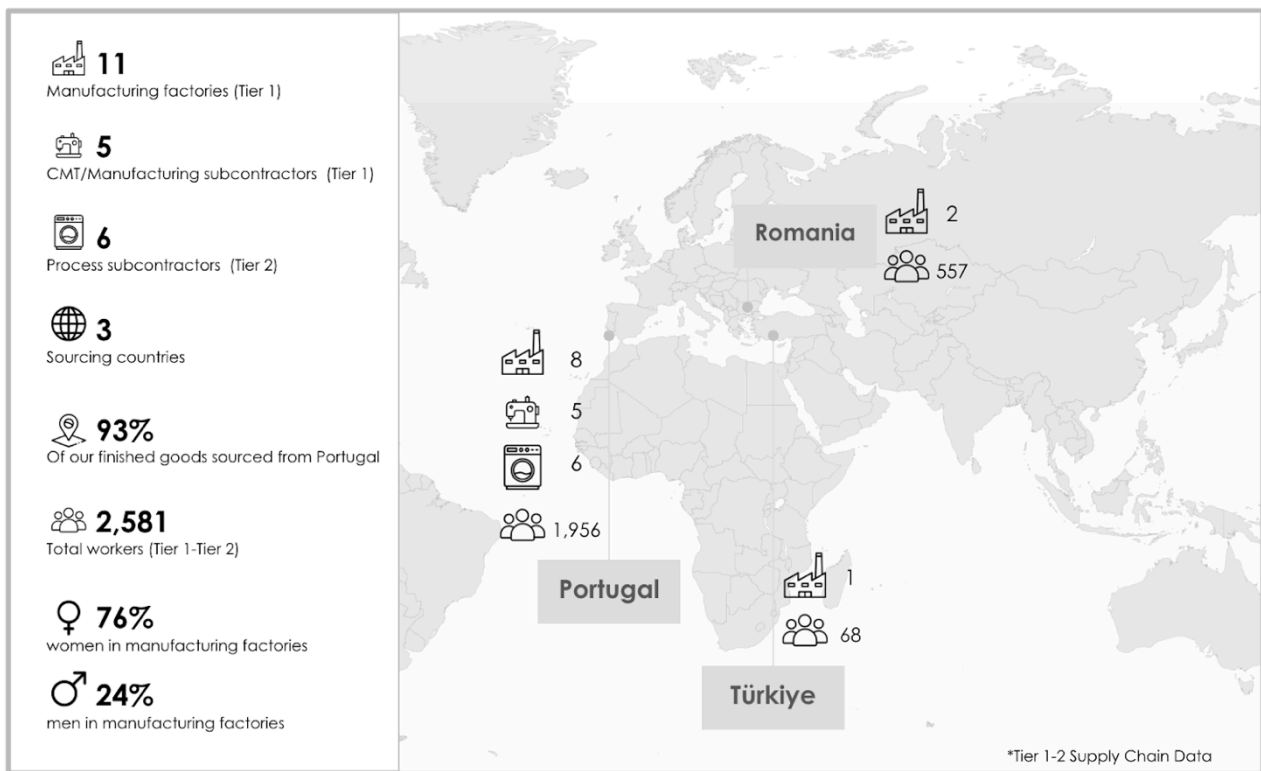 11
Manufacturing factories (Tier 1)
5
CMT/Manufacturing subcontractors (Tier 1)
6
Process subcontractors (Tier 2)
3
Sourcing countries
93%
Of our finished goods sourced from Portugal
2,581
Total workers (Tier 1-Tier 2)
76%
women in manufacturing factories
24%
men in manufacturing factories
Romania
2
557
8
5
6
1,956
Portugal
1
68
Türkiye
*Tier 1-2 Supply Chain Data